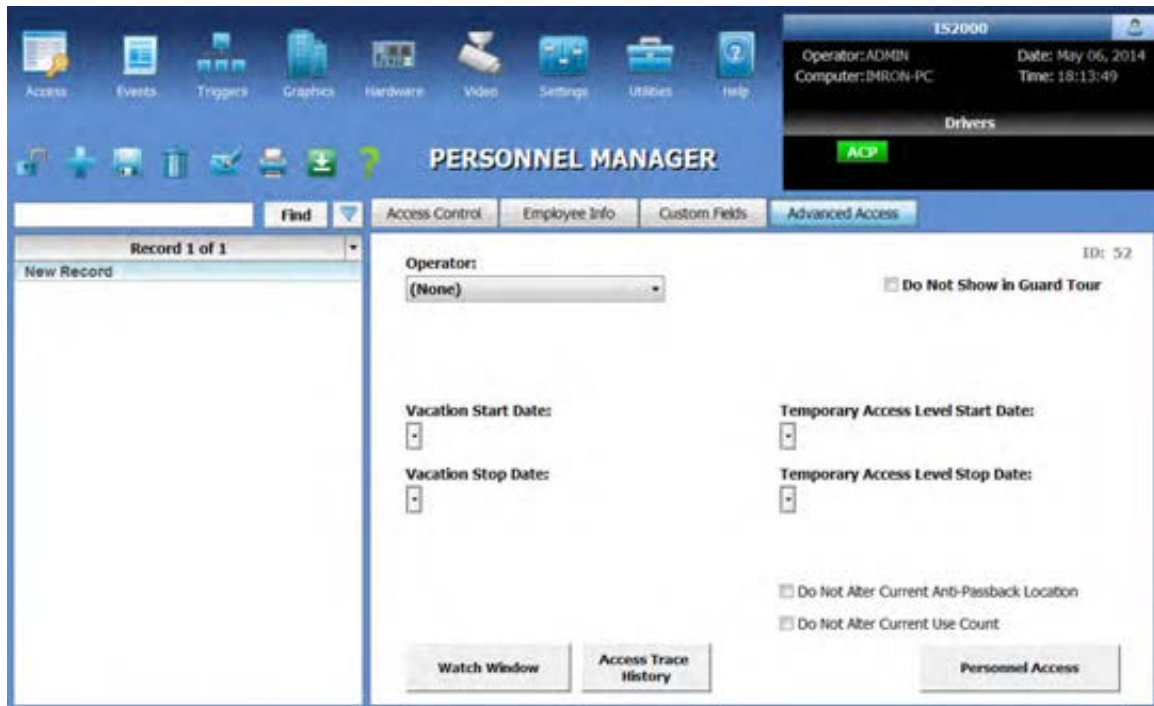 IS2000
Operator: ADMIN Date: May 06, 2014
Computer: IMRON-PC Time: 18:13:49
Drivers
ACP
Access Events Triggers Graphics Hardware Video Settings Utilities Help
PERSONNEL MANAGER
Find
Access Control Employee Info Custom Fields Advanced Access
Record 1 of 1
New Record
ID: 52
Operator:
(None)
Do Not Show in Guard Tour
Vacation Start Date:
Temporary Access Level Start Date:
Vacation Stop Date:
Temporary Access Level Stop Date:
Do Not Alter Current Anti-Passback Location
Do Not Alter Current Use Count
Watch Window
Access Trace
History
Personnel Access